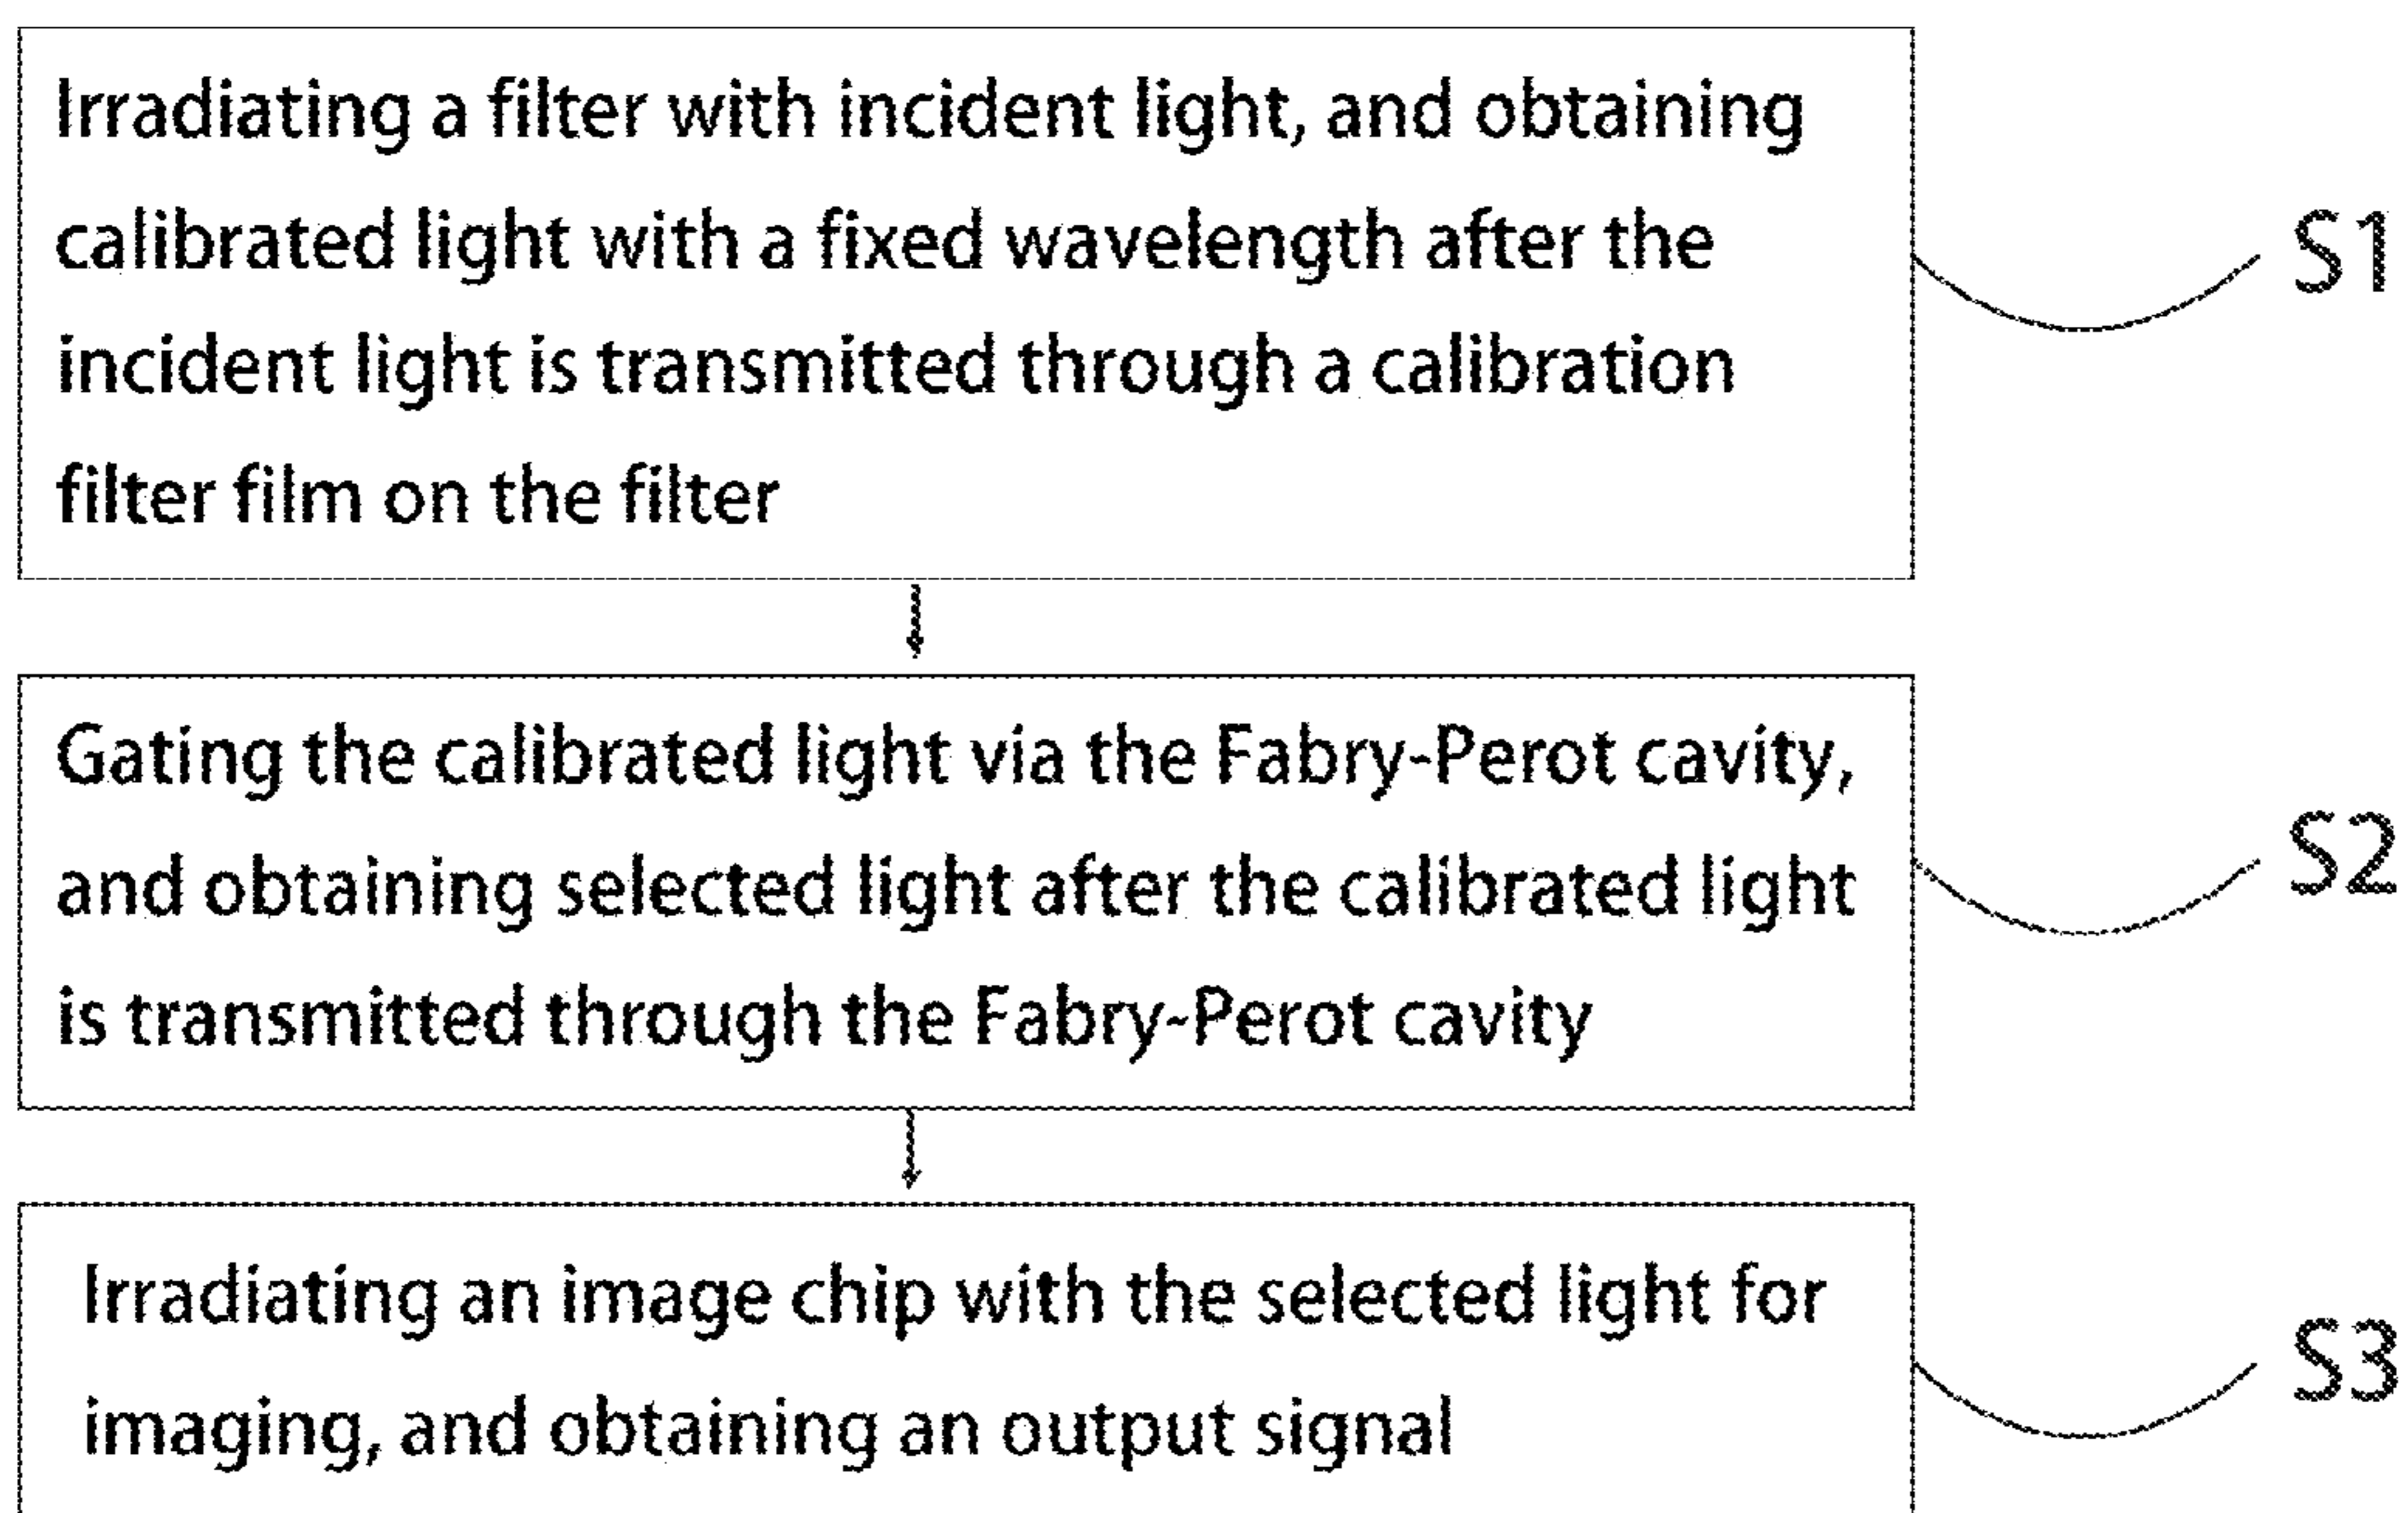 Irradiating a filter with incident light, and obtaining
calibrated light with a fixed wavelength after the
incident light is transmitted through a calibration
filter film on the filter
S1
Gating the calibrated light via the Fabry-Perot cavity,
and obtaining selected light after the calibrated light
is transmitted through the Fabry-Perot cavity
S2
Irradiating an image chip with the selected light for
imaging, and obtaining an output signal
S3